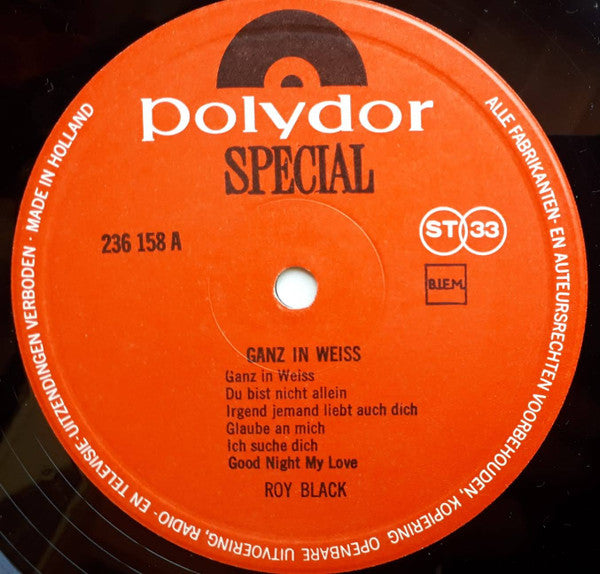 polydor
SPECIAL
236 158 A
ST 33
B.I.E.M.
GANZ IN WEISS
Ganz in Weiss
Du bist nicht allein
Irgend jemand liebt auch dich
Glaube an mich
Ich suche dich
Good Night My Love
ROY BLACK
ALLE FABRIKANTEN- EN AUTEURSRECHTEN VOORBEHOUDEN, KOPIERING OPENBARE UITVOERING, RADIO- EN TELEVISIE-UITZENDINGEN VERBODEN · MADE IN HOLLAND